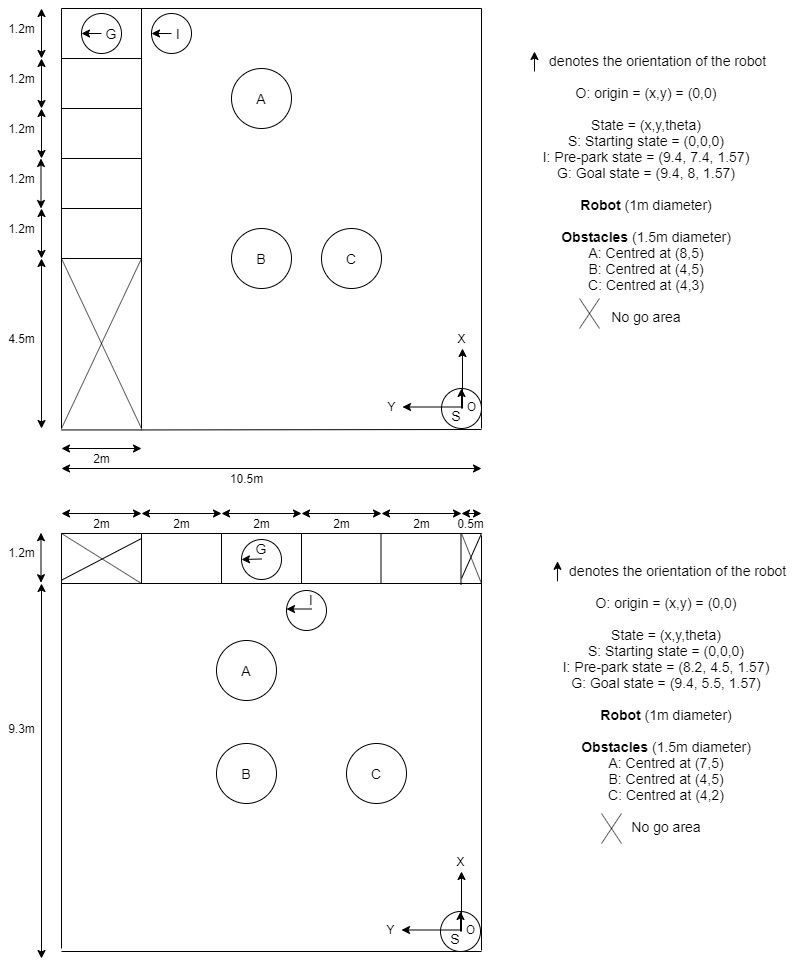 1.2m
G
I
1.2m
A
1.2m
1.2m
1.2m
B
C
4.5m
X
Y
S
O
2m
10.5m
denotes the orientation of the robot
O: origin = (x,y) = (0,0)
State = (x,y,theta)
S: Starting state = (0,0,0)
I: Pre-park state = (9.4, 7.4, 1.57)
G: Goal state = (9.4, 8, 1.57)
Robot (1m diameter)
Obstacles (1.5m diameter)
A: Centred at (8,5)
B: Centred at (4,5)
C: Centred at (4,3)
No go area
2m 2m 2m 2m 2m 0.5m
1.2m
G
I
A
9.3m
B
C
X
Y
S
O
denotes the orientation of the robot
O: origin = (x,y) = (0,0)
State = (x,y,theta)
S: Starting state = (0,0,0)
I: Pre-park state = (8.2, 4.5, 1.57)
G: Goal state = (9.4, 5.5, 1.57)
Robot (1m diameter)
Obstacles (1.5m diameter)
A: Centred at (7,5)
B: Centred at (4,5)
C: Centred at (4,2)
No go area